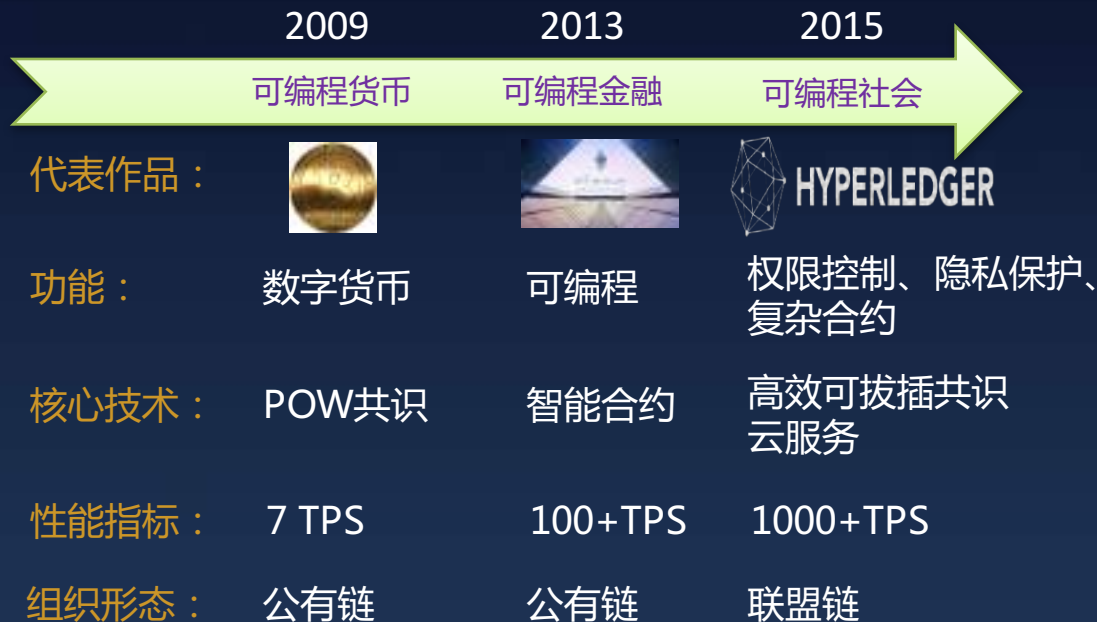 2009 2013 2015
可编程货币 可编程金融 可编程社会
代表作品： HYPERLEDGER
功能： 数字货币 可编程 权限控制、隐私保护、
复杂合约
核心技术： POW共识 智能合约 高效可拔插共识
云服务
性能指标： 7 TPS 100+TPS 1000+TPS
组织形态： 公有链 公有链 联盟链